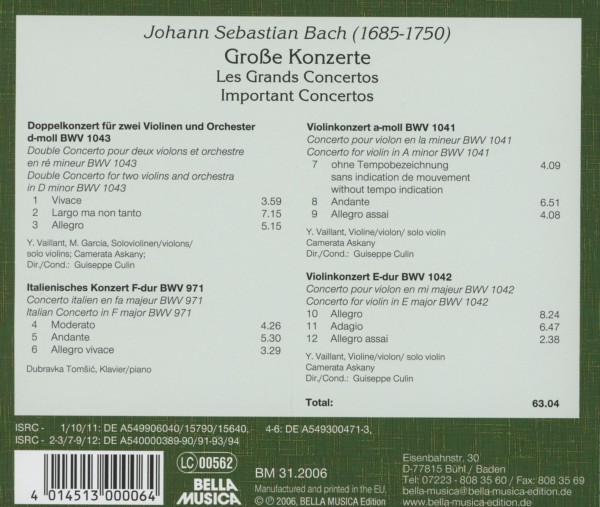 Johann Sebastian Bach (1685-1750)
Große Konzerte
Les Grands Concertos
Important Concertos
Doppelkonzert für zwei Violinen und Orchester
d-moll BWV 1043
Double Concerto pour deux violons et orchestre
en ré mineur BWV 1043
Double Concerto for two violins and orchestra
in D minor BWV 1043
1 Vivace 3.59
2 Largo ma non tanto 7.15
3 Allegro 5.15
Y. Vaillant, M. Garcia, Soloviolinen/violons/
solo violins; Camerata Askany;
Dir./Cond.: Guiseppe Culin
Italienisches Konzert F-dur BWV 971
Concerto italien en fa majeur BWV 971
Italian Concerto in F major BWV 971
4 Moderato 4.26
5 Andante 5.30
6 Allegro vivace 3.29
Dubravka Tomšič, Klavier/piano
Violinkonzert a-moll BWV 1041
Concerto pour violon en la mineur BWV 1041
Concerto for violin in A minor BWV 1041
7 ohne Tempobezeichnung 4.09
sans indication de mouvement
without tempo indication
8 Andante 6.51
9 Allegro assai 4.08
Y. Vaillant, Violine/violon/ solo violin
Camerata Askany
Dir./Cond.: Guiseppe Culin
Violinkonzert E-dur BWV 1042
Concerto pour violon en mi majeur BWV 1042
Concerto for violin in E major BWV 1042
10 Allegro 8.24
11 Adagio 6.47
12 Allegro assai 2.38
Y. Vaillant, Violine/violon/ solo violin
Camerata Askany
Dir./Cond.: Guiseppe Culin
Total: 63.04
ISRC - 1/10/11: DE A549906040/15790/15640, 4-6: DE A549300471-3,
ISRC - 2-3/7-9/12: DE A540000389-90/91-93/94
4 014513 000064
LC 00562
BELLA
MUSICA
BM 31.2006
Manufactured and printed in the EU.
© ℗ 2006, BELLA MUSICA Edition
Eisenbahnstr. 30
D-77815 Bühl / Baden
Tel: 07223 - 808 35 60 / Fax 808 35 69
bella-musica@bella-musica-edition.de
www.bella-musica-edition.de